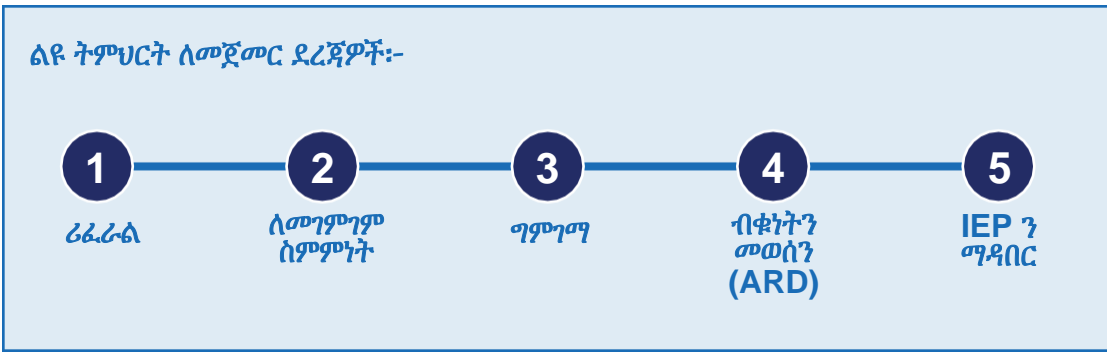 ልዩ ትምህርት ለመጀመር ደረጃዎች፡-
1
2
3
4
5
ሪፈራል
ለመገምገም
ስምምነት
ግምገማ
ብቁነትን
መወሰን
(ARD)
IEP ን
ማዳበር